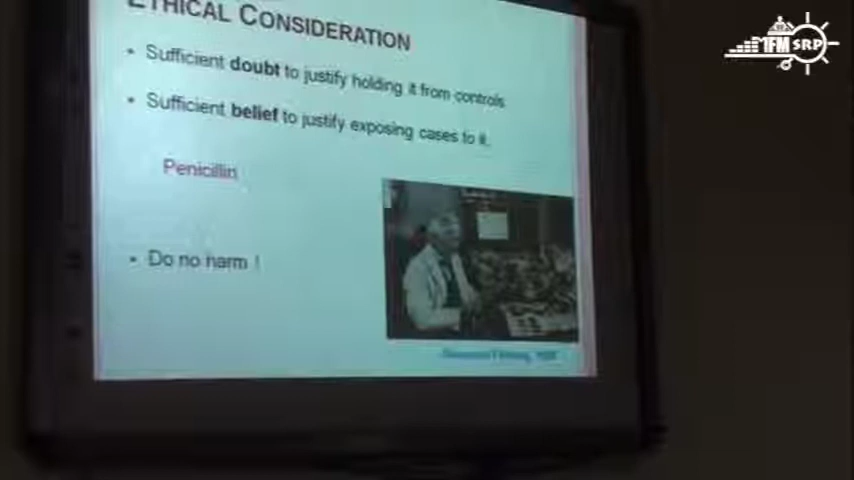 ETHICAL CONSIDERATION
• Sufficient doubt to justify holding it from controls
• Sufficient belief to justify exposing cases to it.
Penicillin
• Do no harm !
IFM SRP